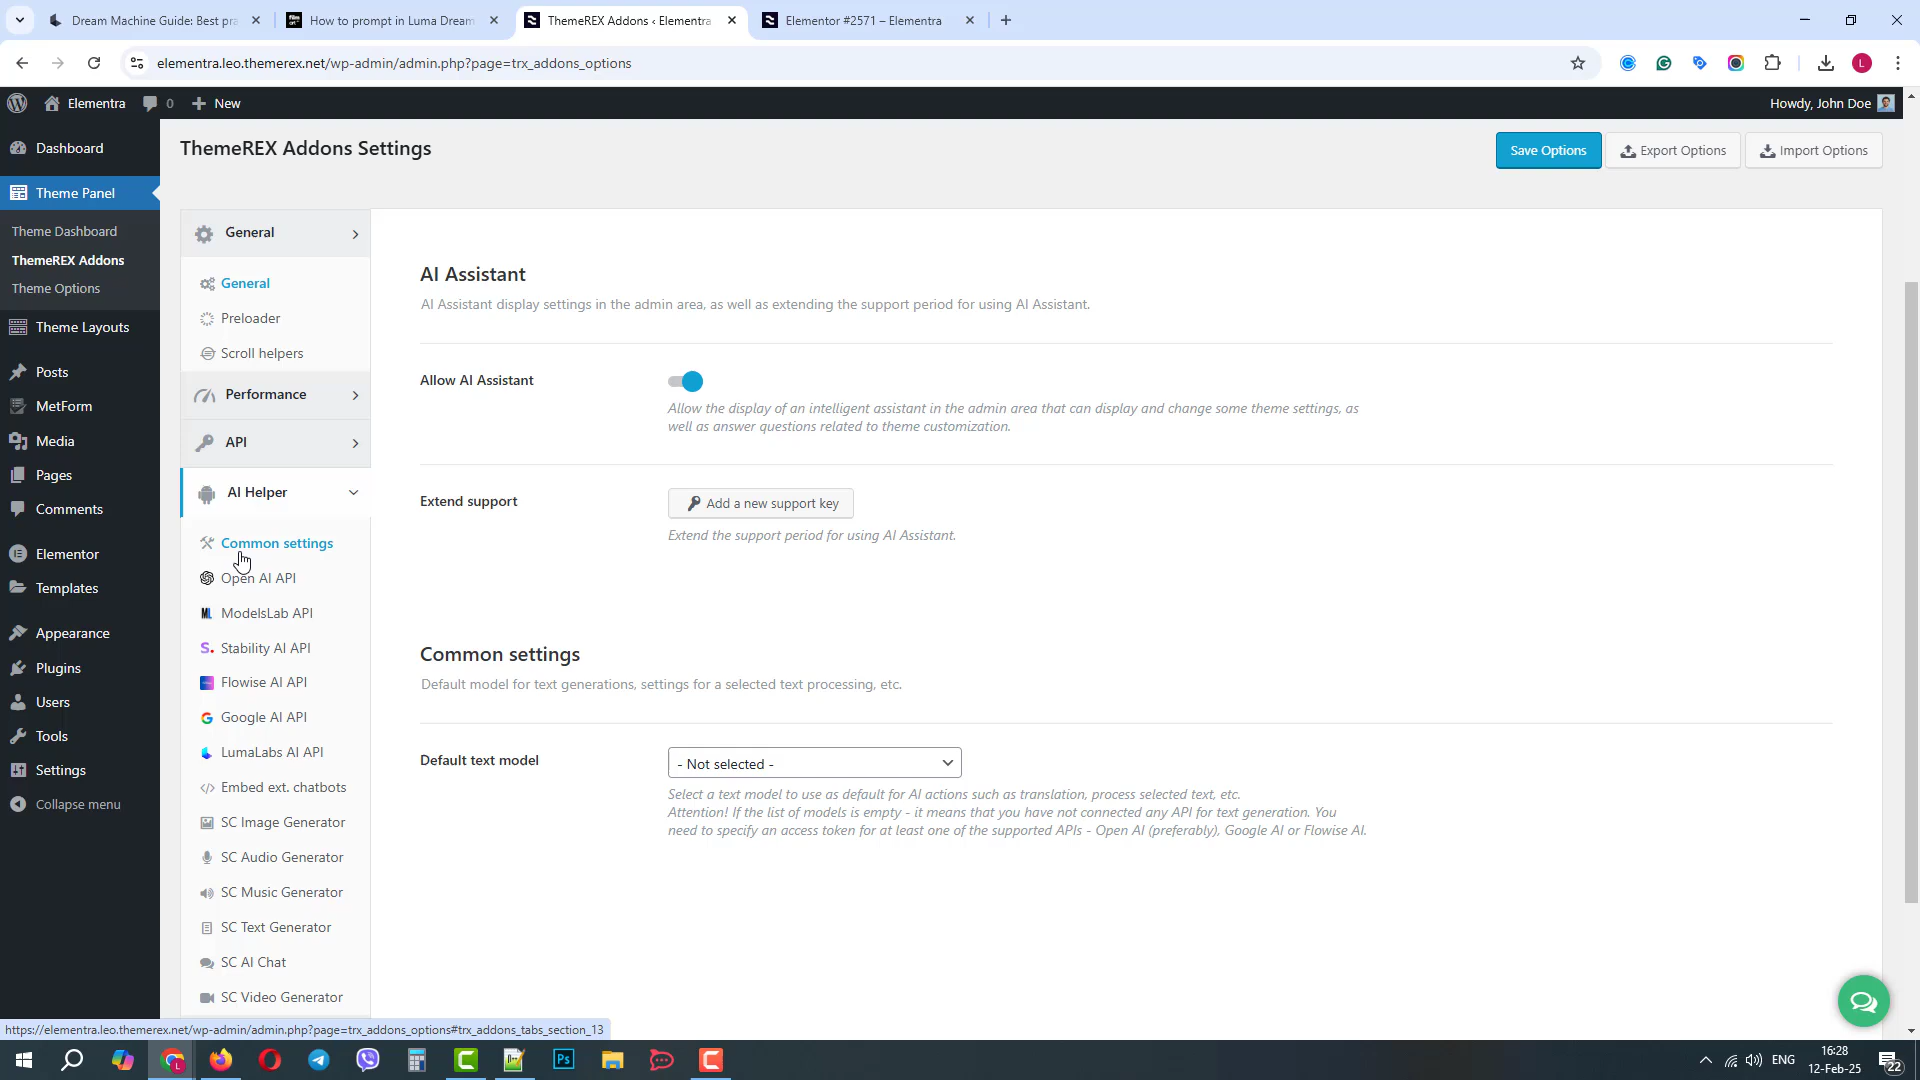 Dream Machine Guide: Best pra
How to prompt in Luma Dream
ThemeREX Addons ‹ Elementra
Elementor #2571 – Elementra
elementra.leo.themerex.net/wp-admin/admin.php?page=trx_addons_options
L
Elementra
0
New
Howdy, John Doe
Dashboard
Theme Panel
Theme Dashboard
ThemeREX Addons
Theme Options
Theme Layouts
Posts
MetForm
Media
Pages
Comments
Elementor
Templates
Appearance
Plugins
Users
Tools
Settings
Collapse menu
ThemeREX Addons Settings
Save Options
Export Options
Import Options
General
General
Preloader
Scroll helpers
Performance
API
AI Helper
Common settings
Open AI API
ModelsLab API
Stability AI API
Flowise AI API
Google AI API
LumaLabs AI API
Embed ext. chatbots
SC Image Generator
SC Audio Generator
SC Music Generator
SC Text Generator
SC AI Chat
SC Video Generator
AI Assistant
AI Assistant display settings in the admin area, as well as extending the support period for using AI Assistant.
Allow AI Assistant
Allow the display of an intelligent assistant in the admin area that can display and change some theme settings, as
well as answer questions related to theme customization.
Extend support
Add a new support key
Extend the support period for using AI Assistant.
Common settings
Default model for text generations, settings for a selected text processing, etc.
Default text model
- Not selected -
Select a text model to use as default for AI actions such as translation, process selected text, etc.
Attention! If the list of models is empty - it means that you have not connected any API for text generation. You
need to specify an access token for at least one of the supported APIs - Open AI (preferably), Google AI or Flowise AI.
https://elementra.leo.themerex.net/wp-admin/admin.php?page=trx_addons_options#trx_addons_tabs_section_13
ENG
16:28
12-Feb-25
22